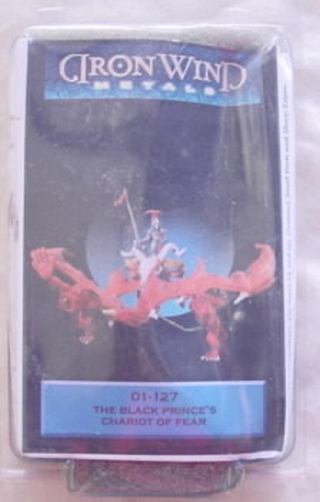 IRON WIND
METALS
01-127
THE BLACK PRINCE'S
CHARIOT OF FEAR